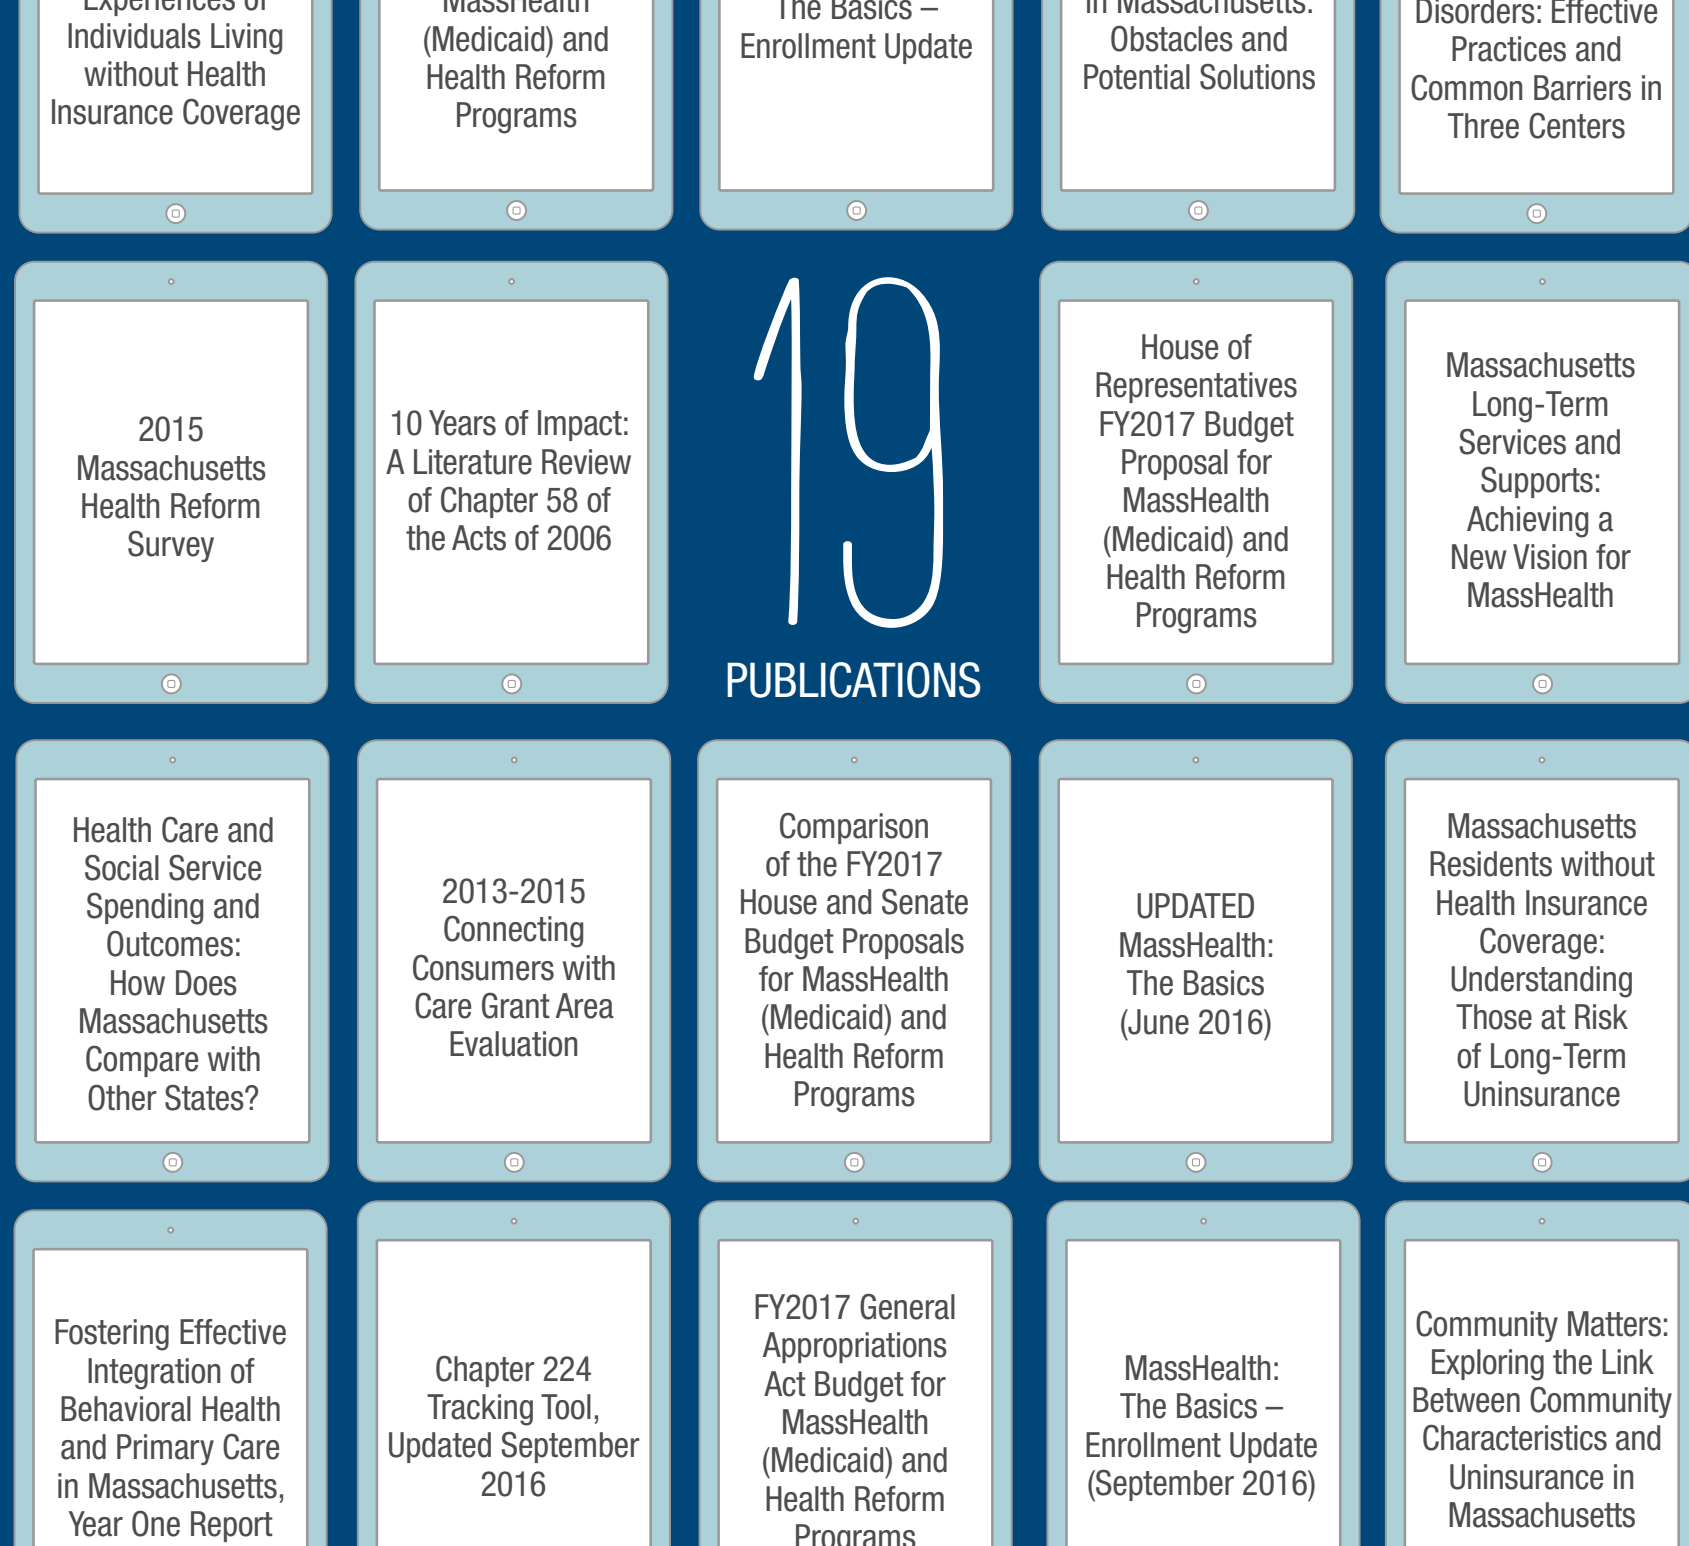 Experiences of
Individuals Living
without Health
Insurance Coverage
MassHealth
(Medicaid) and
Health Reform
Programs
The Basics –
Enrollment Update
in Massachusetts:
Obstacles and
Potential Solutions
Disorders: Effective
Practices and
Common Barriers in
Three Centers
2015
Massachusetts
Health Reform
Survey
10 Years of Impact:
A Literature Review
of Chapter 58 of
the Acts of 2006
19
PUBLICATIONS
House of
Representatives
FY2017 Budget
Proposal for
MassHealth
(Medicaid) and
Health Reform
Programs
Massachusetts
Long-Term
Services and
Supports:
Achieving a
New Vision for
MassHealth
Health Care and
Social Service
Spending and
Outcomes:
How Does
Massachusetts
Compare with
Other States?
2013-2015
Connecting
Consumers with
Care Grant Area
Evaluation
Comparison
of the FY2017
House and Senate
Budget Proposals
for MassHealth
(Medicaid) and
Health Reform
Programs
UPDATED
MassHealth:
The Basics
(June 2016)
Massachusetts
Residents without
Health Insurance
Coverage:
Understanding
Those at Risk
of Long-Term
Uninsurance
Fostering Effective
Integration of
Behavioral Health
and Primary Care
in Massachusetts,
Year One Report
Chapter 224
Tracking Tool,
Updated September
2016
FY2017 General
Appropriations
Act Budget for
MassHealth
(Medicaid) and
Health Reform
Programs
MassHealth:
The Basics –
Enrollment Update
(September 2016)
Community Matters:
Exploring the Link
Between Community
Characteristics and
Uninsurance in
Massachusetts